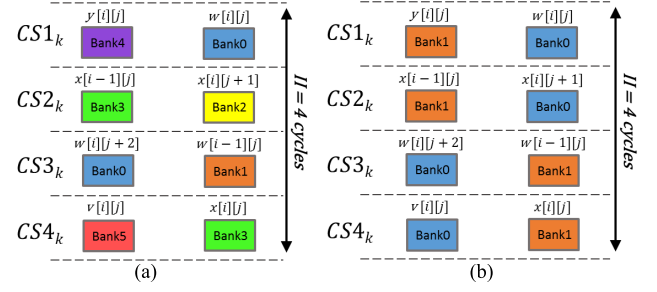 y[i][j] w[i][j] y[i][j] w[i][j]
CS1k Bank4 Bank0 CS1k Bank1 Bank0
x[i − 1][j] x[i][j + 1] x[i − 1][j] x[i][j + 1]
CS2k Bank3 Bank2 CS2k Bank1 Bank0
II = 4 cycles II = 4 cycles
w[i][j + 2] w[i − 1][j] w[i][j + 2] w[i − 1][j]
CS3k Bank0 Bank1 CS3k Bank0 Bank1
v[i][j] x[i][j] v[i][j] x[i][j]
CS4k Bank5 Bank3 CS4k Bank0 Bank1
(a) (b)